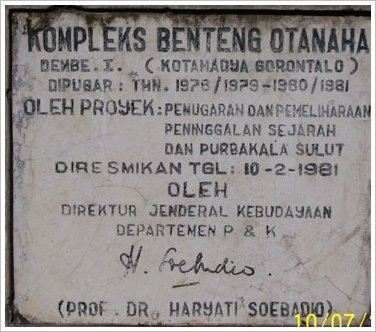 KOMPLEKS BENTENG OTANAHA
DEMBE. I. ( KOTAMADYA GORONTALO )
DIPUGAR : THN. 1978/1979-1980/1981
OLEH PROYEK: PENUGARAN DAN PEMELIHARAAN
PENINGGALAN SEJARAH
DAN PURBAKALA SULUT
DIRESMIKAN TGL: 10-2-1981
OLEH
DIREKTUR JENDERAL KEBUDAYAAN
DEPARTEMEN P & K
H. Soebadio.
(PROF. DR. HARYATI SOEBADIO)
10/07/